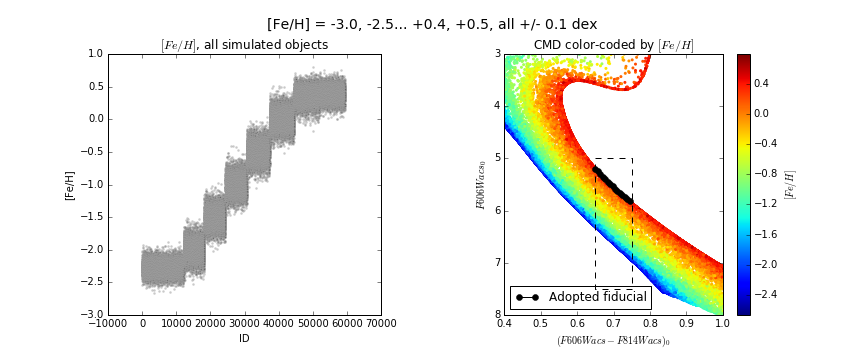 [Fe/H] = -3.0, -2.5... +0.4, +0.5, all +/- 0.1 dex
[Fe/H], all simulated objects
1.0
0.5
0.0
−0.5
−1.0
−1.5
−2.0
−2.5
−3.0
[Fe/H]
−10000 0 10000 20000 30000 40000 50000 60000 70000
ID
CMD color-coded by [Fe/H]
3
4
5
6
7
8
F606Wacs₀
Adopted fiducial
0.4 0.5 0.6 0.7 0.8 0.9 1.0
(F606Wacs − F814Wacs)₀
0.4
0.0
−0.4
−0.8
−1.2
−1.6
−2.0
−2.4
[Fe/H]